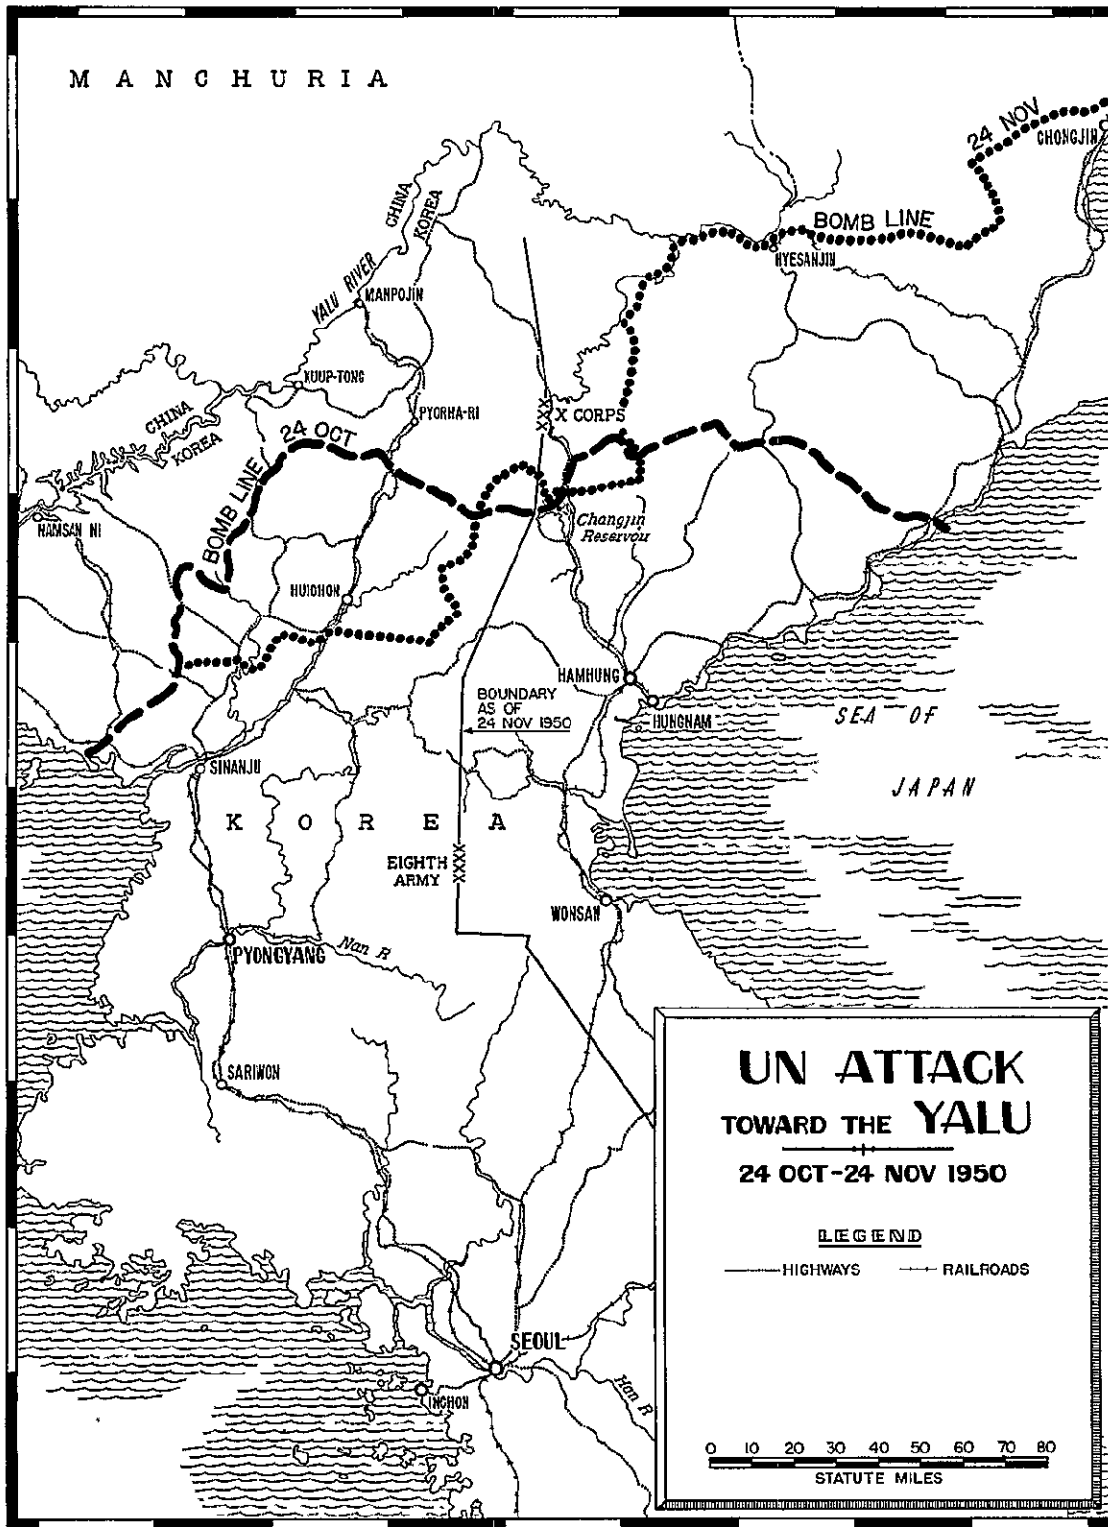 MANCHURIA
24 NOV
CHONGJIN
CHINA
KOREA
BOMB LINE
HYESANJIN
YALU RIVER
MANPOJIN
KUUP-TONG
PYORHA-RI
XXX
X CORPS
CHINA
KOREA
24 OCT
BOMB LINE
NAMSAN NI
Changjin
Reservoir
HUICHON
HAMHUNG
BOUNDARY
AS OF
24 NOV 1950
HUNGNAM
SEA OF
JAPAN
SINANJU
KOREA
EIGHTH
ARMY
XXXX
WONSAN
PYONGYANG
Nan R
SARIWON
UN ATTACK
TOWARD THE YALU
24 OCT-24 NOV 1950
LEGEND
HIGHWAYS
RAILROADS
SEOUL
INCHON
Han R
0 10 20 30 40 50 60 70 80
STATUTE MILES